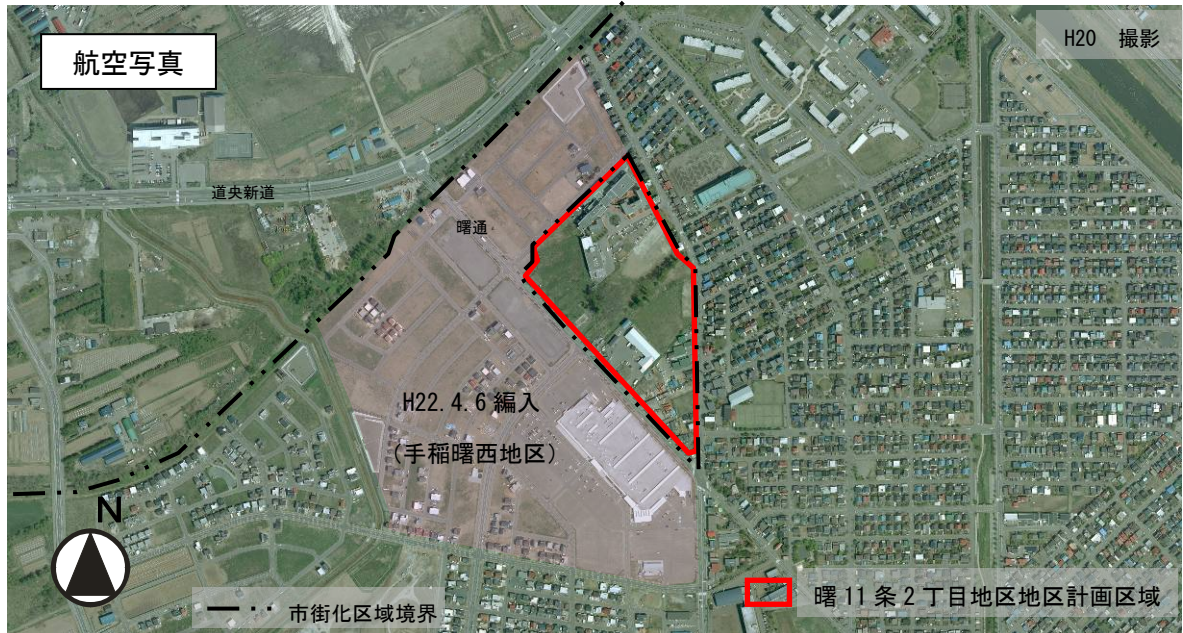 航空写真
H20 撮影
道央新道
曙通
H22.4.6 編入
（手稲曙西地区）
N
市街化区域境界
曙 11 条 2 丁目地区地区計画区域